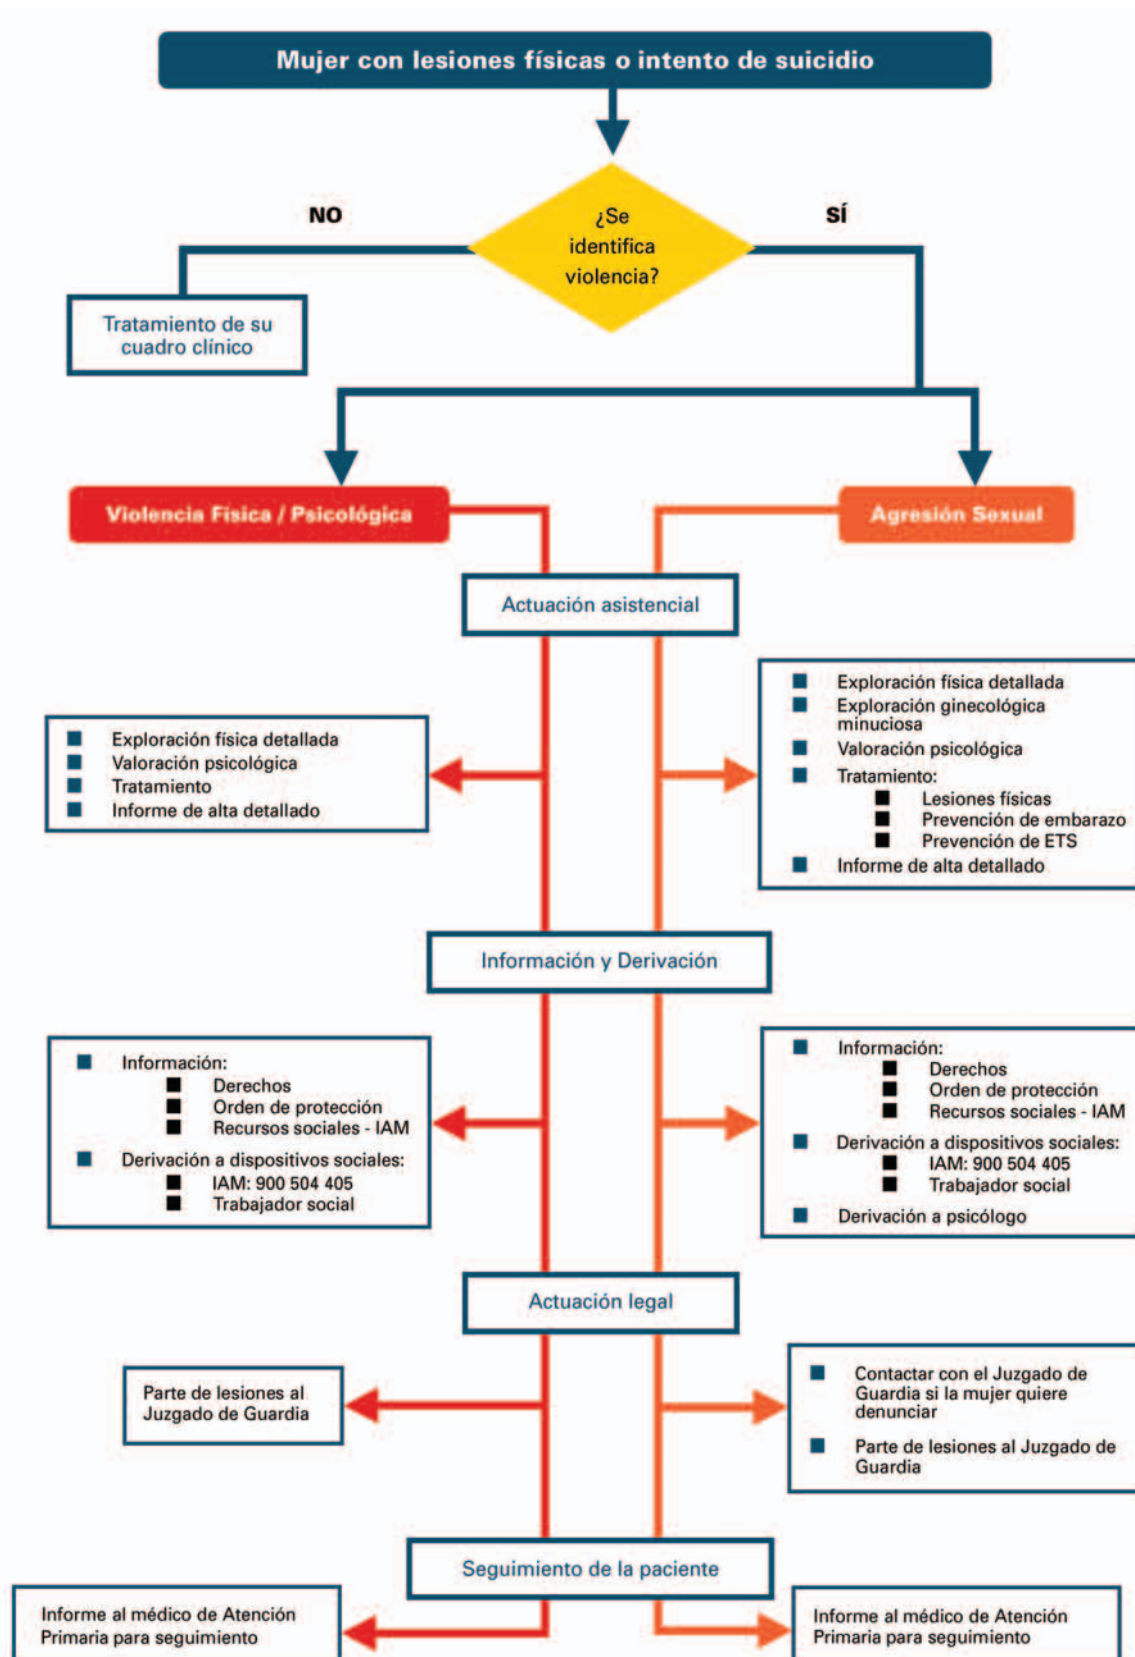 Mujer con lesiones físicas o intento de suicidio
NO
SÍ
¿Se
identifica
violencia?
Tratamiento de su
cuadro clínico
Violencia Física / Psicológica
Agresión Sexual
Actuación asistencial
Exploración física detallada
Valoración psicológica
Tratamiento
Informe de alta detallado
Exploración física detallada
Exploración ginecológica
minuciosa
Valoración psicológica
Tratamiento:
Lesiones físicas
Prevención de embarazo
Prevención de ETS
Informe de alta detallado
Información y Derivación
Información:
Derechos
Orden de protección
Recursos sociales - IAM
Derivación a dispositivos sociales:
IAM: 900 504 405
Trabajador social
Información:
Derechos
Orden de protección
Recursos sociales - IAM
Derivación a dispositivos sociales:
IAM: 900 504 405
Trabajador social
Derivación a psicólogo
Actuación legal
Parte de lesiones al
Juzgado de Guardia
Contactar con el Juzgado de
Guardia si la mujer quiere
denunciar
Parte de lesiones al Juzgado de
Guardia
Seguimiento de la paciente
Informe al médico de Atención
Primaria para seguimiento
Informe al médico de Atención
Primaria para seguimiento